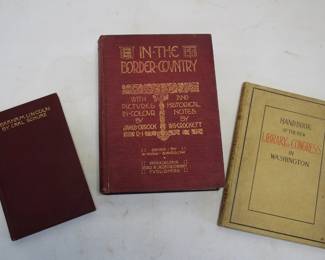 ABRAHAM LINCOLN
BY CARL SCHURZ
IN·THE
BORDER·COUNTRY
WITH AND
PICTURES HISTORICAL
IN·COLOUR NOTES
BY BY
W·S·CROCKETT
HANDBOOK
OF THE NEW
LIBRARY of CONGRESS
IN
WASHINGTON